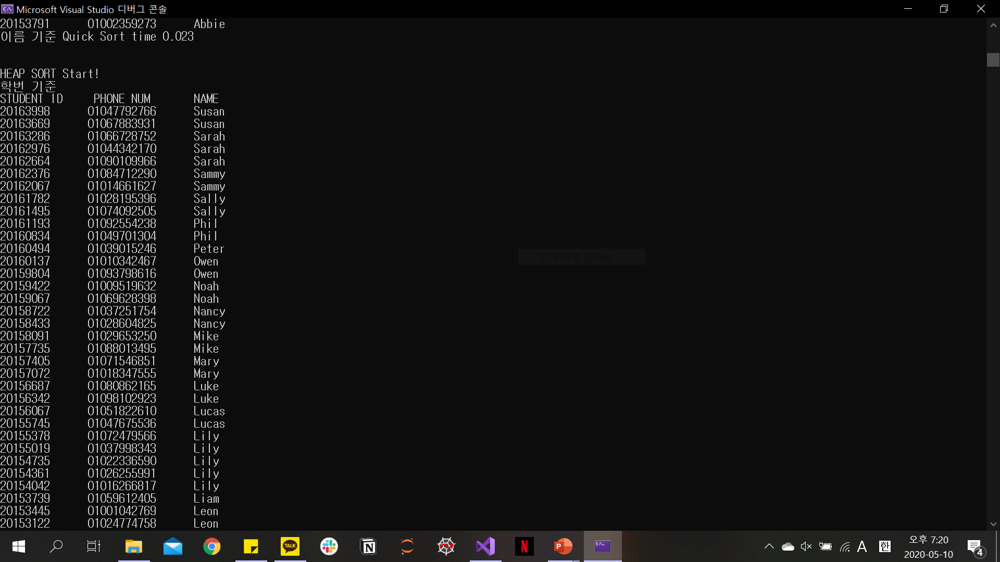 Microsoft Visual Studio 디버그 콘솔
20153791 01002359273 Abbie
이름 기준 Quick Sort time 0.023
HEAP SORT Start!
학번 기준
STUDENT ID PHONE NUM NAME
20163998 01047792766 Susan
20163669 01067883931 Susan
20163286 01066728752 Sarah
20162976 01044342170 Sarah
20162664 01090109966 Sarah
20162376 01084712290 Sammy
20162067 01014661627 Sammy
20161782 01028195396 Sally
20161495 01074092505 Sally
20161193 01092554238 Phil
20160834 01049701304 Phil
20160494 01039015246 Peter
20160137 01010342467 Owen
20159804 01093798616 Owen
20159422 01009519632 Noah
20159067 01069628398 Noah
20158722 01037251754 Nancy
20158433 01028604825 Nancy
20158091 01029653250 Mike
20157735 01088013495 Mike
20157405 01071546851 Mary
20157072 01018347555 Mary
20156687 01080862165 Luke
20156342 01098102923 Luke
20156067 01051822610 Lucas
20155745 01047675536 Lucas
20155378 01072479566 Lily
20155019 01037998343 Lily
20154735 01022336590 Lily
20154361 01026255991 Lily
20154042 01016266817 Lily
20153739 01059612405 Liam
20153445 01001042769 Leon
20153122 01024774758 Leon
전체 화면 캡처(S)
TALK
A 한
오후 7:20
2020-05-10
4